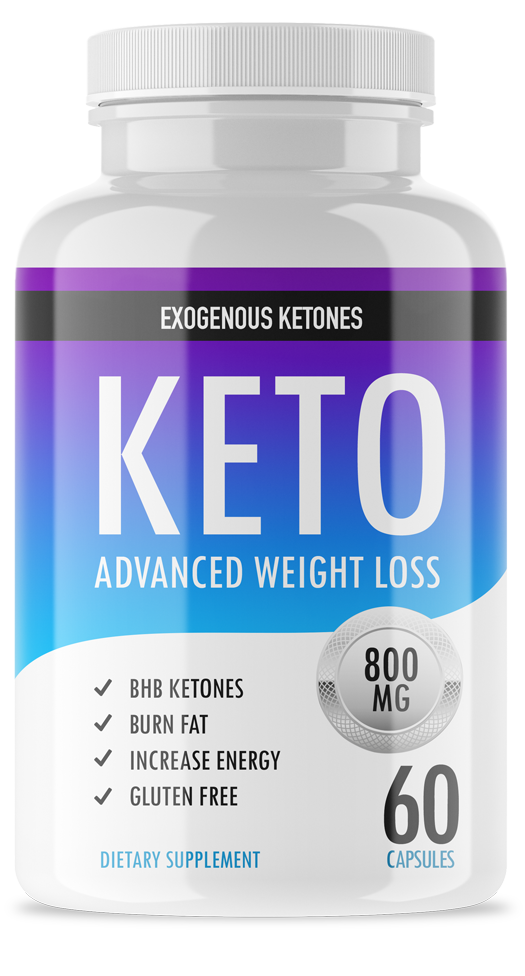 EXOGENOUS KETONES
KETO
ADVANCED WEIGHT LOSS
800
MG
BHB KETONES
BURN FAT
INCREASE ENERGY
GLUTEN FREE
60
CAPSULES
DIETARY SUPPLEMENT